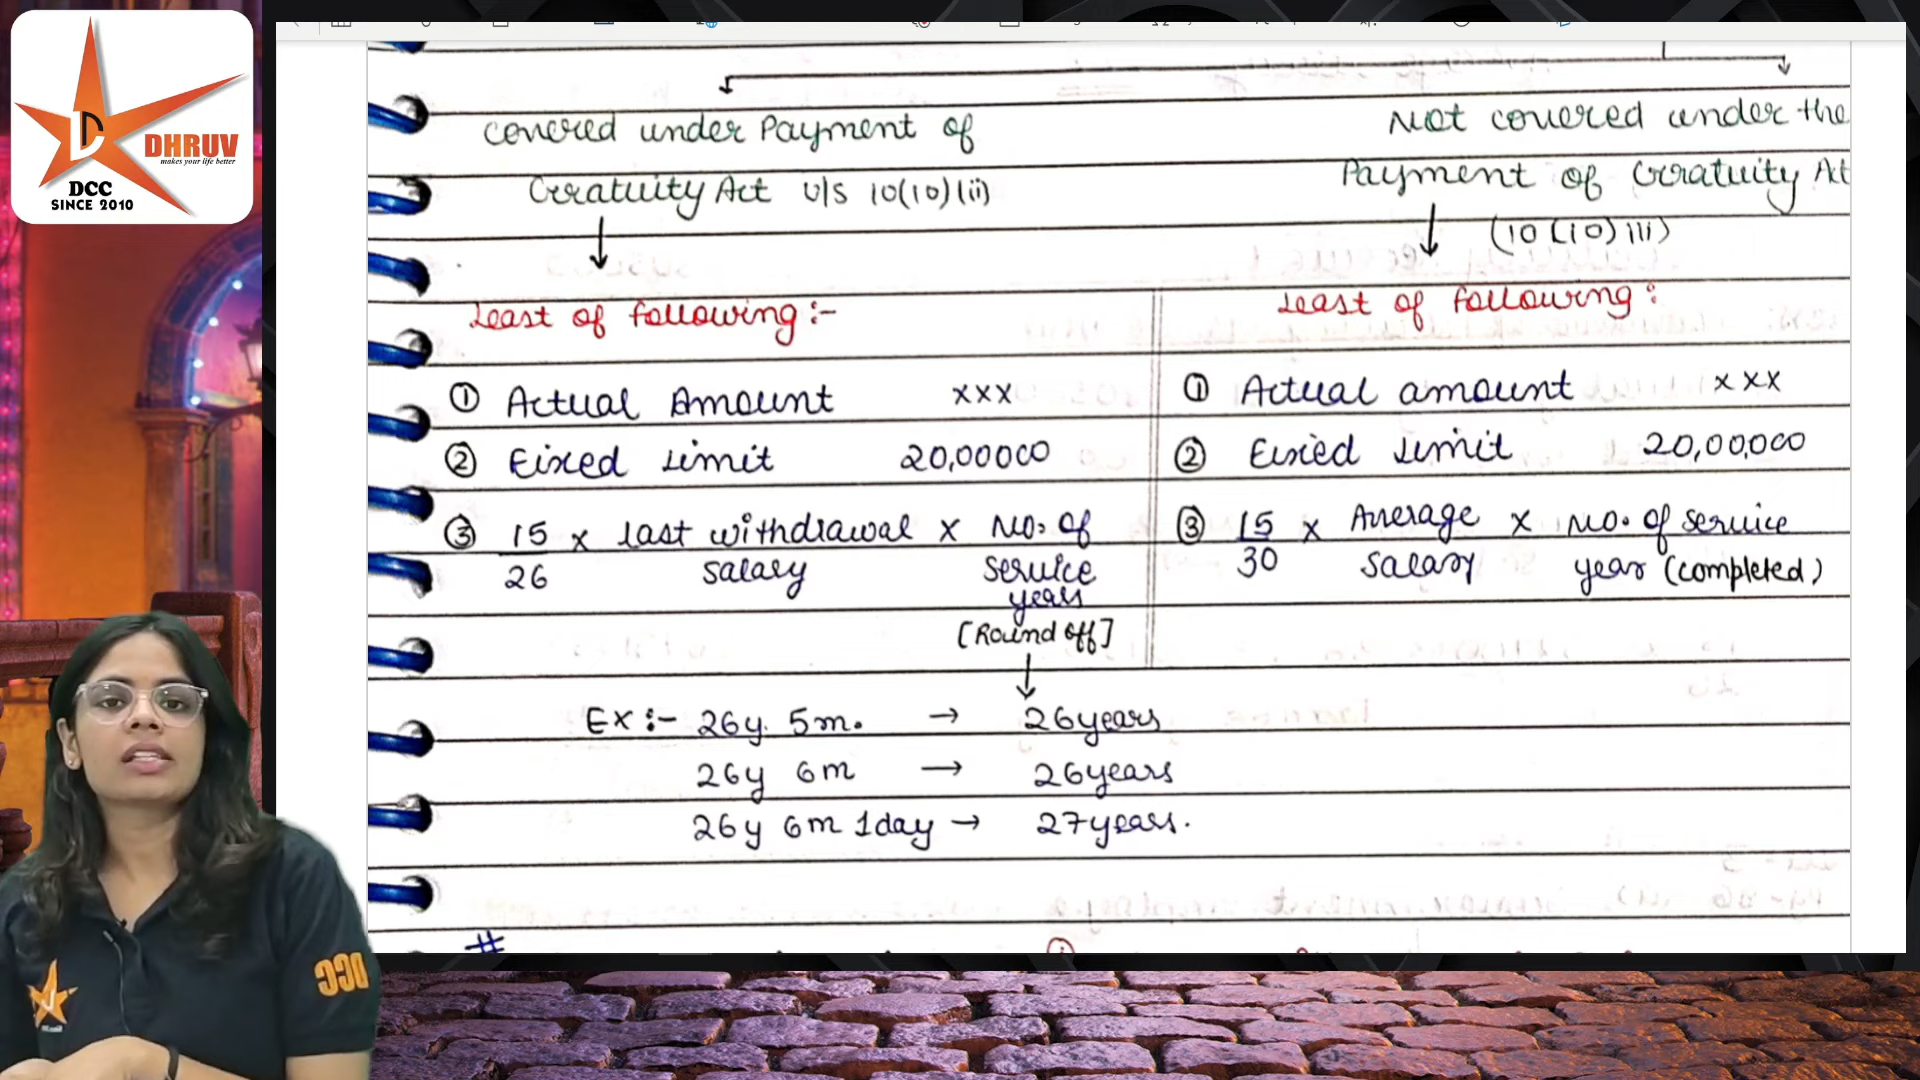 DC
DHRUV
makes your life better
DCC
SINCE 2010
covered under Payment of
Gratuity Act U/S 10(10)(ii)
Least of following :-
① Actual Amount xxx
② Fixed Limit 20,00000
③ 15/26 x last withdrawal salary x No. of service years
[Round off]
Ex :- 26y. 5m. → 26years
26y 6m → 26years
26y 6m 1day → 27years.
Not covered under the
Payment of Gratuity At
(10(10)iii)
Least of following :
① Actual amount xxx
② Fixed Limit 20,00,000
③ 15/30 x Average Salary x No. of service year (completed)
#
DCC